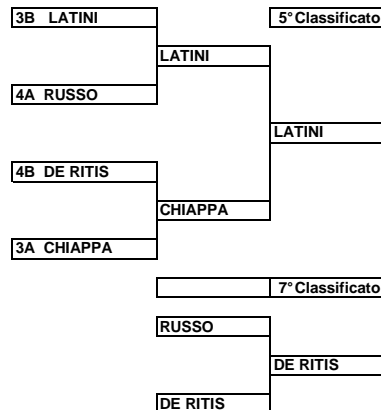 3B LATINI
5° Classificato
LATINI
4A RUSSO
LATINI
4B DE RITIS
CHIAPPA
3A CHIAPPA
7° Classificato
RUSSO
DE RITIS
DE RITIS